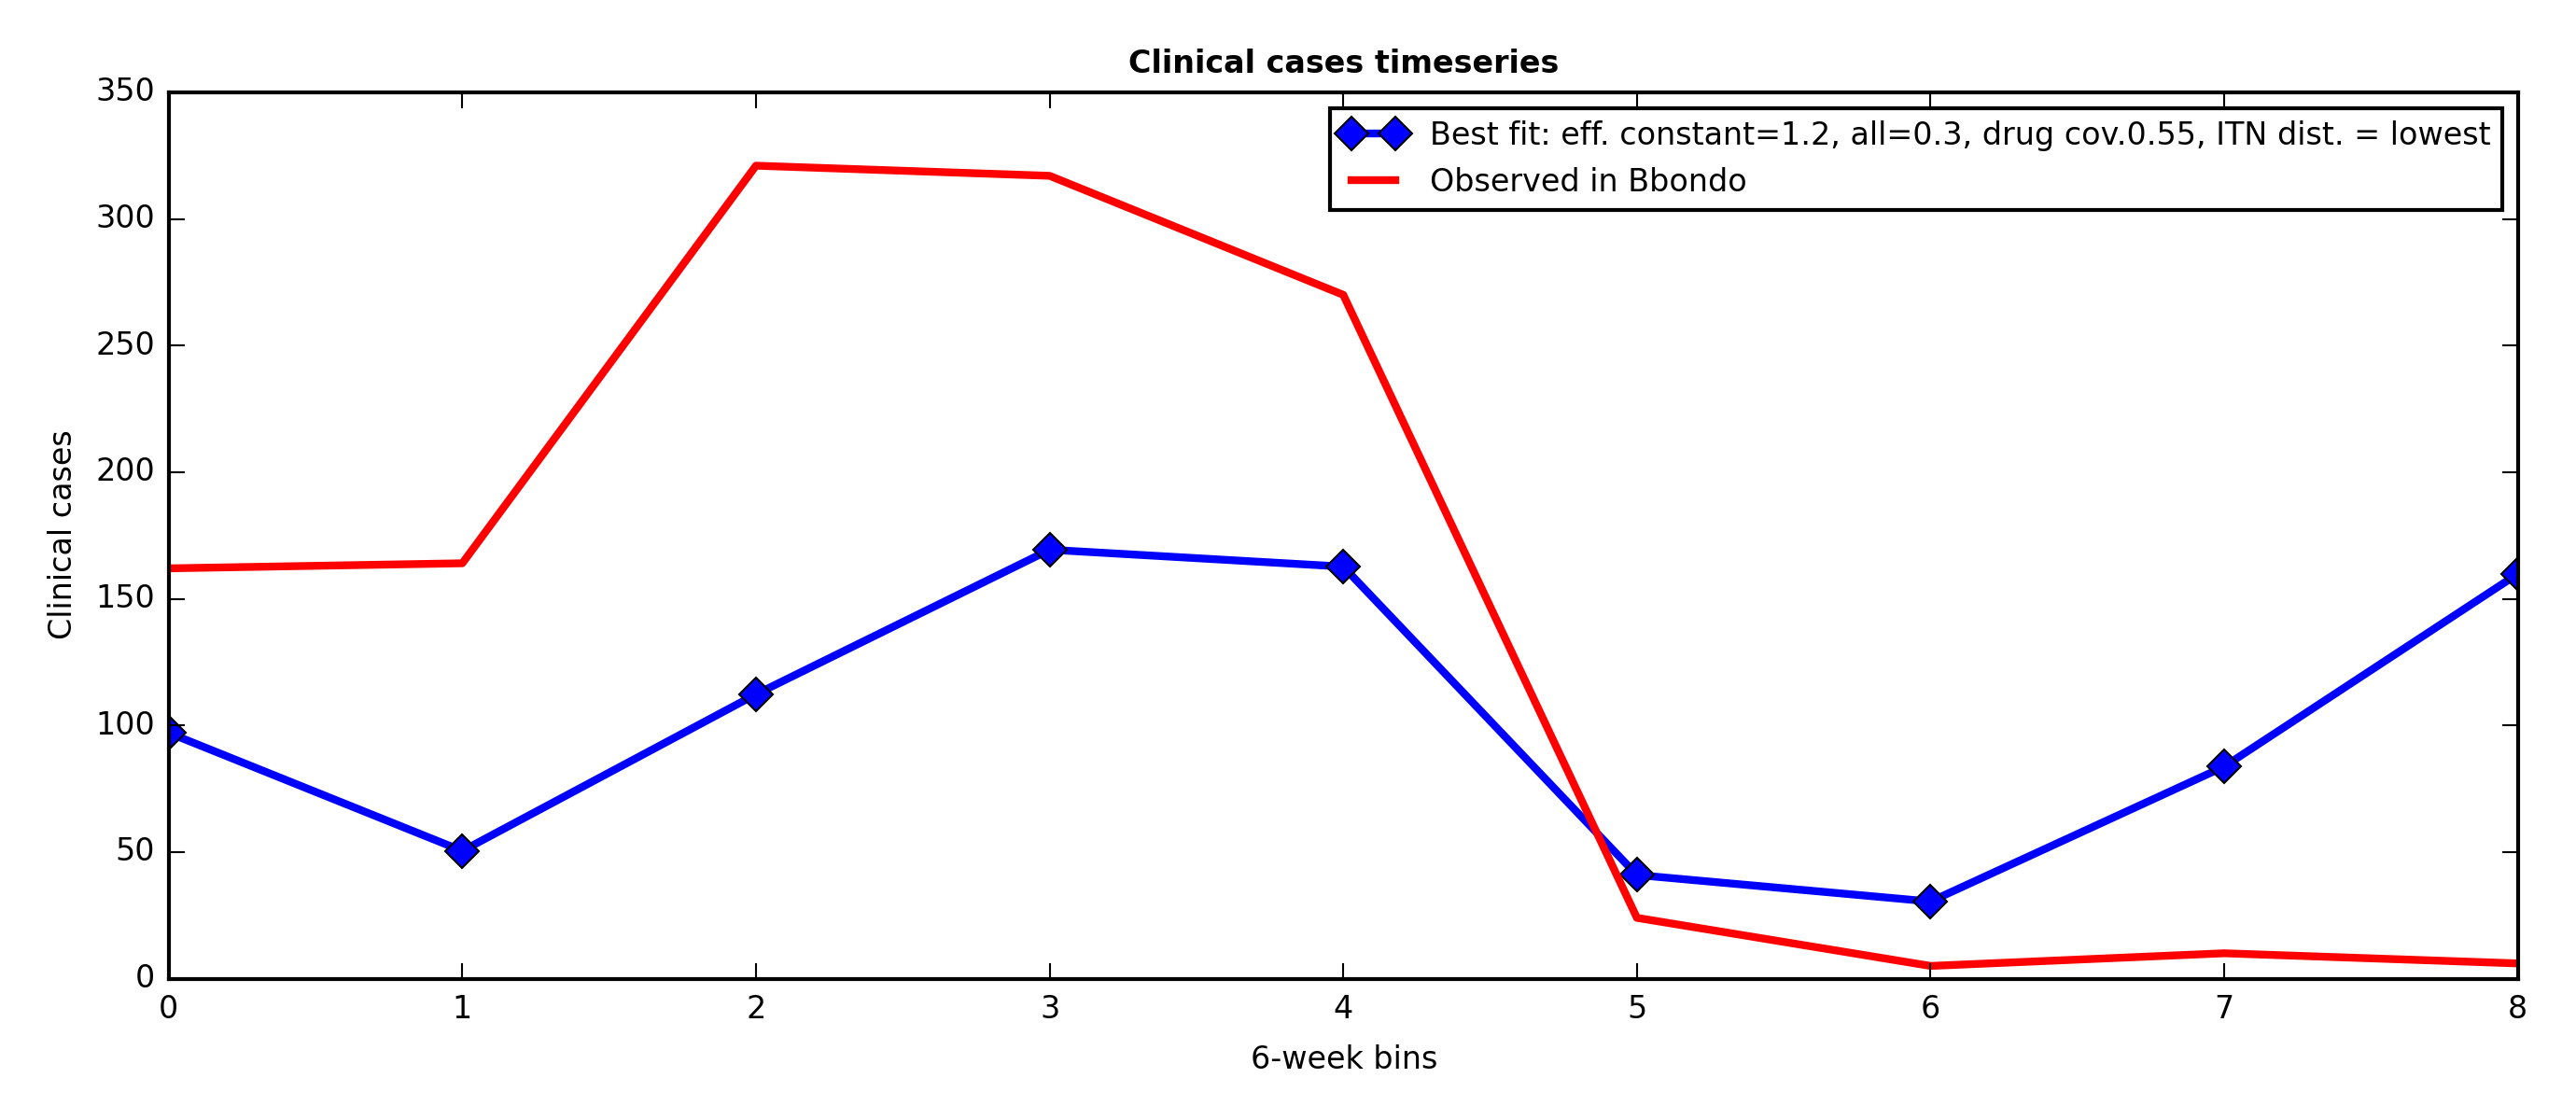 Clinical cases timeseries
350
300
250
200
150
100
50
0
Clinical cases
Best fit: eff. constant=1.2, all=0.3, drug cov.0.55, ITN dist. = lowest
Observed in Bbondo
0 1 2 3 4 5 6 7 8
6-week bins